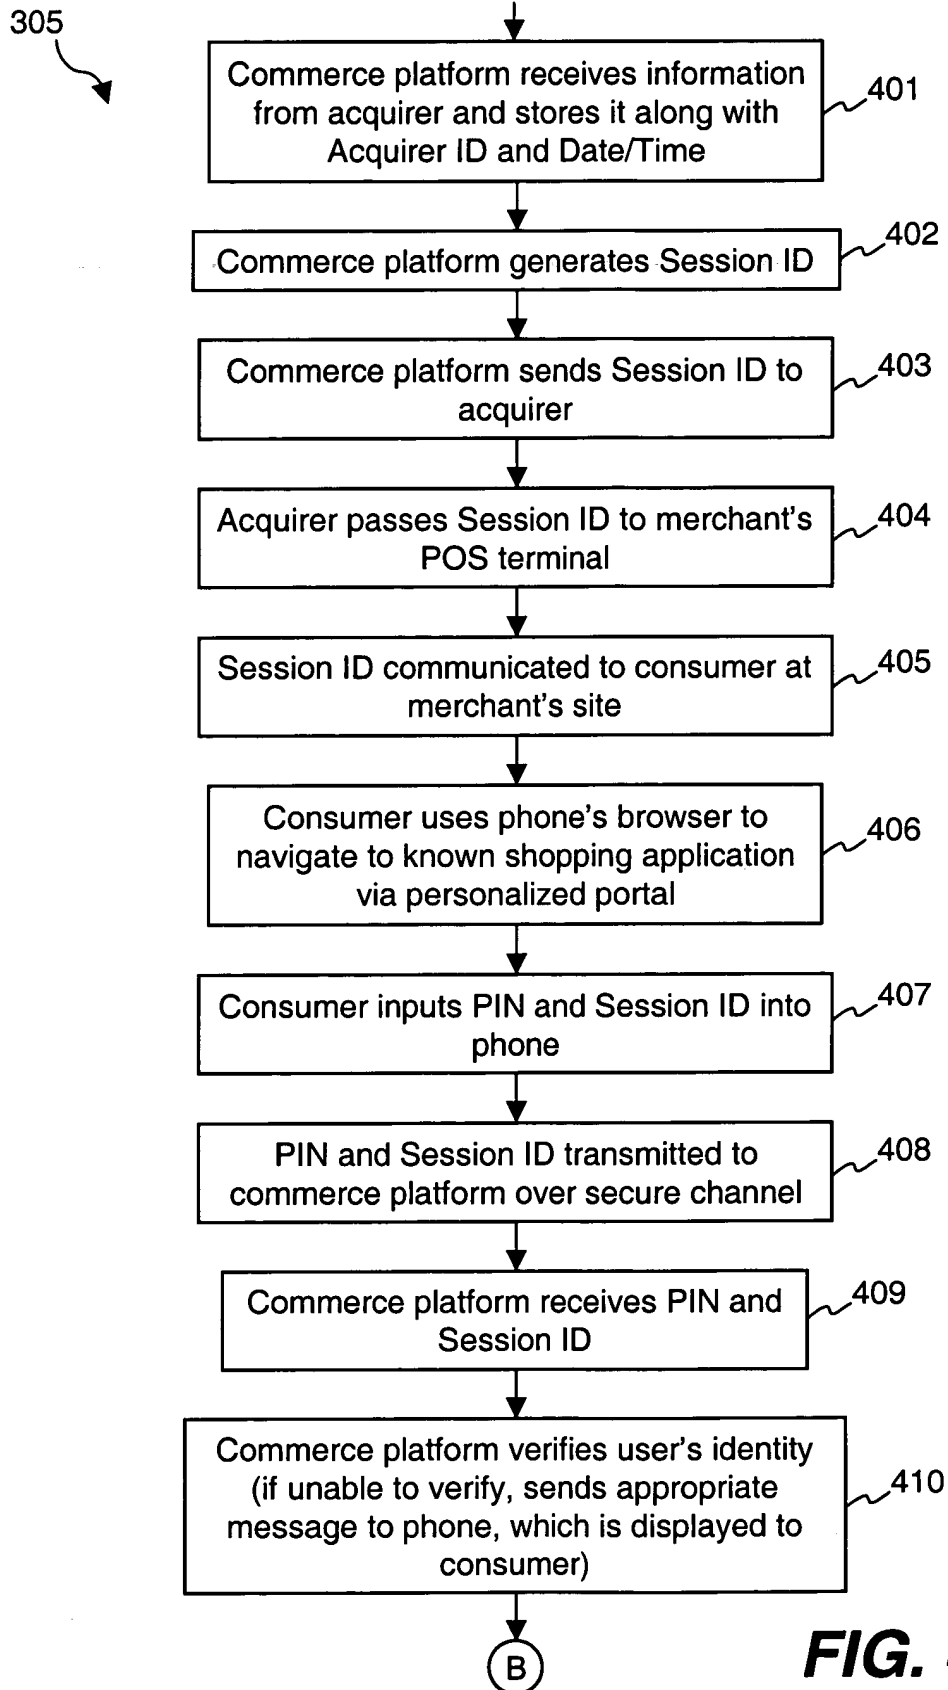 305
Commerce platform receives information
from acquirer and stores it along with
Acquirer ID and Date/Time
401
Commerce platform generates Session ID
402
Commerce platform sends Session ID to
acquirer
403
Acquirer passes Session ID to merchant's
POS terminal
404
Session ID communicated to consumer at
merchant's site
405
Consumer uses phone's browser to
navigate to known shopping application
via personalized portal
406
Consumer inputs PIN and Session ID into
phone
407
PIN and Session ID transmitted to
commerce platform over secure channel
408
Commerce platform receives PIN and
Session ID
409
Commerce platform verifies user's identity
(if unable to verify, sends appropriate
message to phone, which is displayed to
consumer)
410
B
FIG.